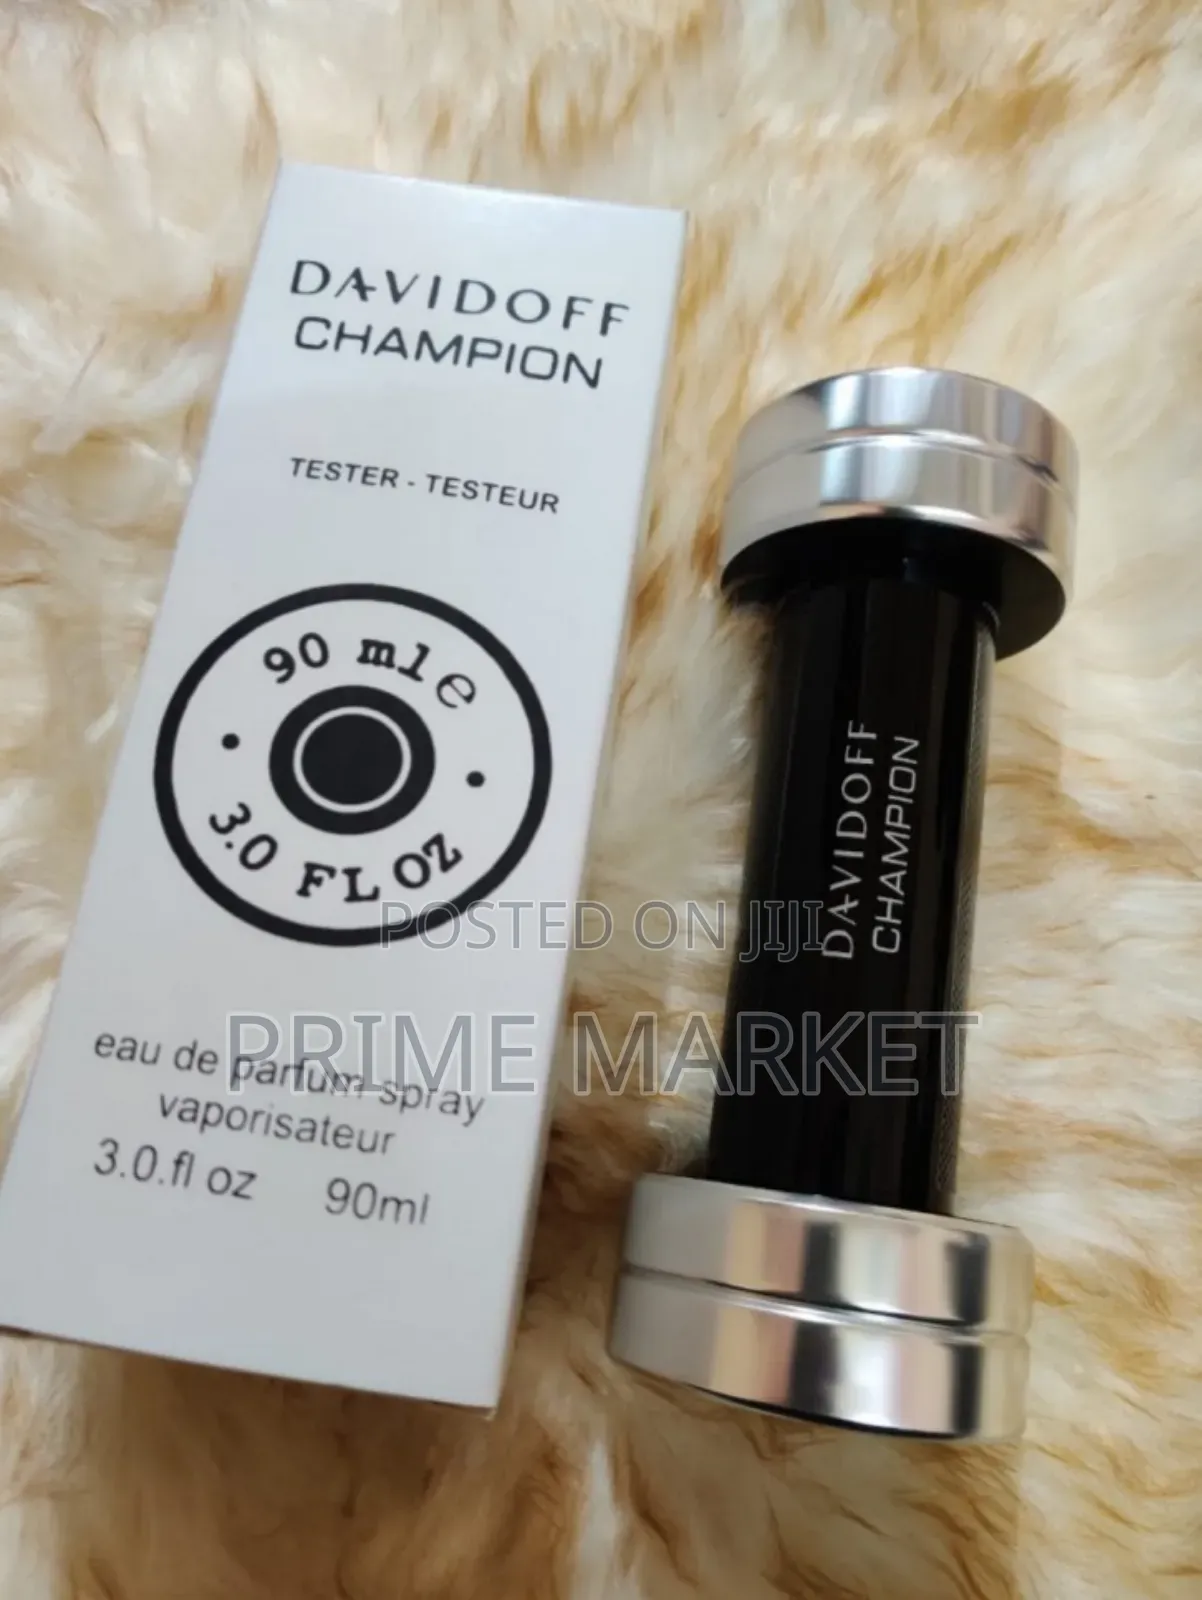 DAVIDOFF
CHAMPION
TESTER - TESTEUR
90 ml e
3.0 FL OZ
eau de parfum spray
vaporisateur
3.0.fl oz 90ml
DAVIDOFF
CHAMPION
POSTED ON JIJI
PRIME MARKET